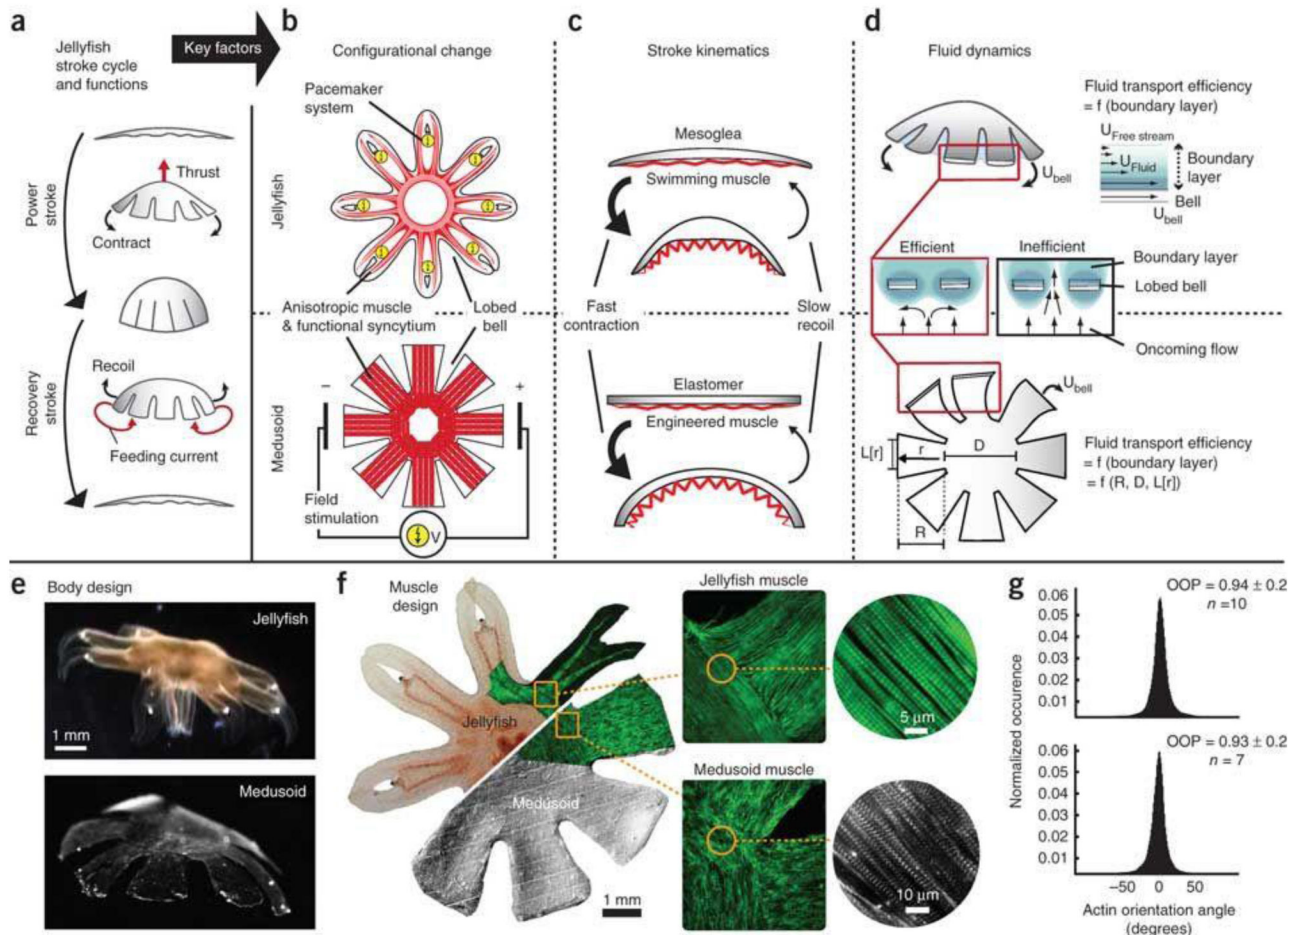 a
Jellyfish
stroke cycle
and functions
Key factors
Power
stroke
Thrust
Contract
Recovery
stroke
Recoil
Feeding current
b
Configurational change
Pacemaker
system
Jellyfish
Anisotropic muscle
& functional syncytium
Lobed
bell
Medusoid
–
+
Field
stimulation
V
c
Stroke kinematics
Mesoglea
Swimming muscle
Fast
contraction
Slow
recoil
Elastomer
Engineered muscle
d
Fluid dynamics
Fluid transport efficiency
= f (boundary layer)
UFree stream
UFluid
Boundary
layer
Bell
Ubell
Ubell
Efficient
Inefficient
Boundary layer
Lobed bell
Oncoming flow
Ubell
L[r]
r
D
R
Fluid transport efficiency
= f (boundary layer)
= f (R, D, L[r])
e
Body design
Jellyfish
1 mm
Medusoid
f
Muscle
design
Jellyfish
Medusoid
1 mm
Jellyfish muscle
5 µm
Medusoid muscle
10 µm
g
OOP = 0.94 ± 0.2
n =10
0.06
0.05
0.04
0.03
0.02
0.01
Normalized occurence
OOP = 0.93 ± 0.2
n = 7
0.06
0.05
0.04
0.03
0.02
0.01
–50 0 50
Actin orientation angle
(degrees)